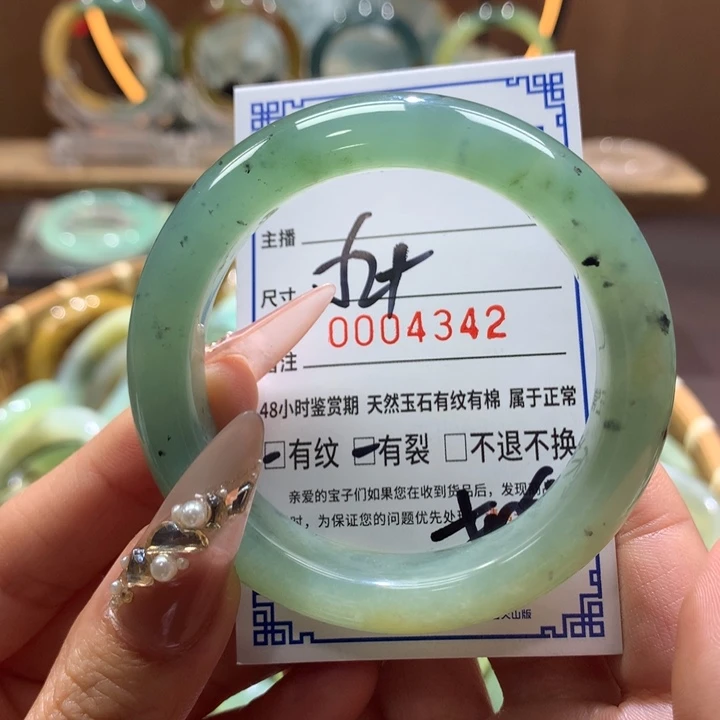 主播
尺寸 54
0004342
备注
48小时鉴赏期 天然玉石有纹有棉 属于正常
有纹 有裂 不退不换
亲爱的宝子们如果您在收到货品后，发现
时，为保证您的问题优先处